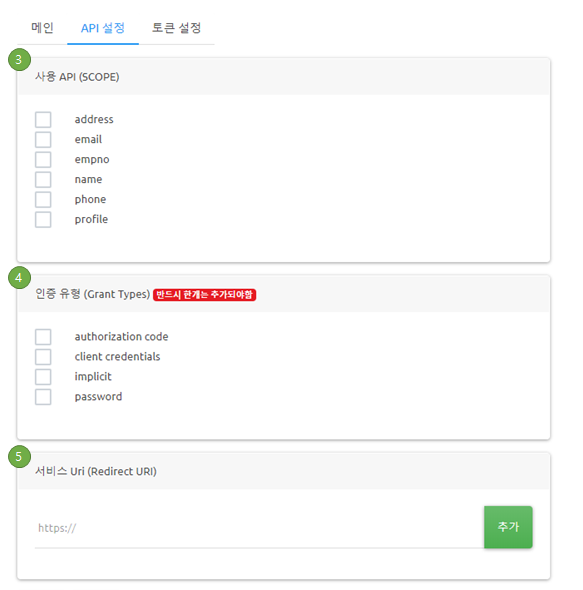 메인 API 설정 토큰 설정
3
사용 API (SCOPE)
address
email
empno
name
phone
profile
4
인증 유형 (Grant Types) 반드시 한개는 추가되야함
authorization code
client credentials
implicit
password
5
서비스 Uri (Redirect URI)
https://
추가